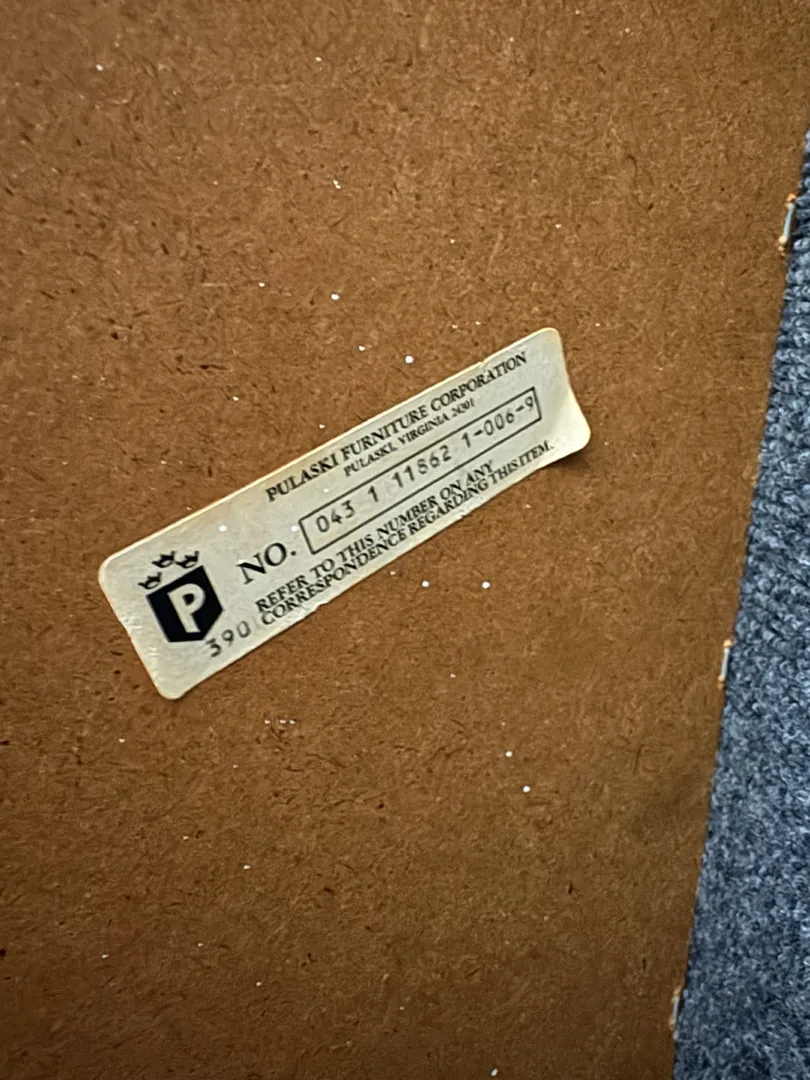 PULASKI FURNITURE CORPORATION
PULASKI, VIRGINIA 24301
NO. 043 1 11862 1-006-9
REFER TO THIS NUMBER ON ANY
CORRESPONDENCE REGARDING THIS ITEM.
P
390